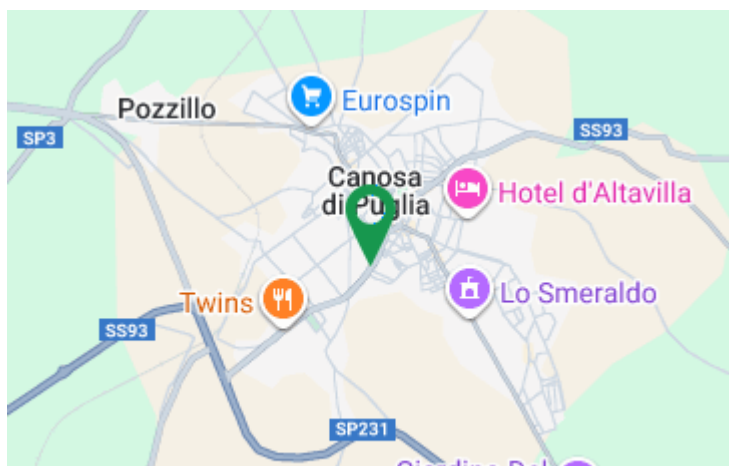 Eurospin
Pozzillo
SP3
SS93
Canosa
di Puglia
Hotel d'Altavilla
Twins
Lo Smeraldo
SS93
SP231